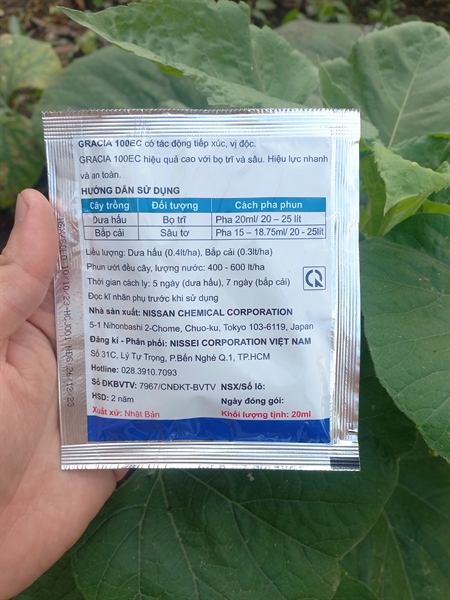 GRACIA 100EC có tác động tiếp xúc, vị độc.
GRACIA 100EC hiệu quả cao với bọ trĩ và sâu. Hiệu lực nhanh
và an toàn.
HƯỚNG DẪN SỬ DỤNG
Cây trồng Đối tượng Cách pha phun
Dưa hấu Bọ trĩ Pha 20ml/ 20 – 25 lít
Bắp cải Sâu tơ Pha 15 – 18.75ml/ 20 - 25lít
Liều lượng: Dưa hấu (0.4lt/ha), Bắp cải (0.3lt/ha)
Phun ướt đều cây, lượng nước: 400 - 600 lt/ha
Thời gian cách ly: 5 ngày (dưa hấu), 7 ngày (bắp cải)
Đọc kĩ nhãn phụ trước khi sử dụng
Nhà sản xuất: NISSAN CHEMICAL CORPORATION
5-1 Nihonbashi 2-Chome, Chuo-ku, Tokyo 103-6119, Japan
Đăng kí - Phân phối: NISSEI CORPORATION VIỆT NAM
Số 31C, Lý Tự Trọng, P.Bến Nghé Q.1, TP.HCM
Hotline: 028.3910.7093
Số ĐKBVTV: 7967/CNĐKT-BVTV NSX/Số lô:
HSD: 2 năm Ngày đóng gói:
Xuất xứ: Nhật Bản Khối lượng tịnh: 20ml